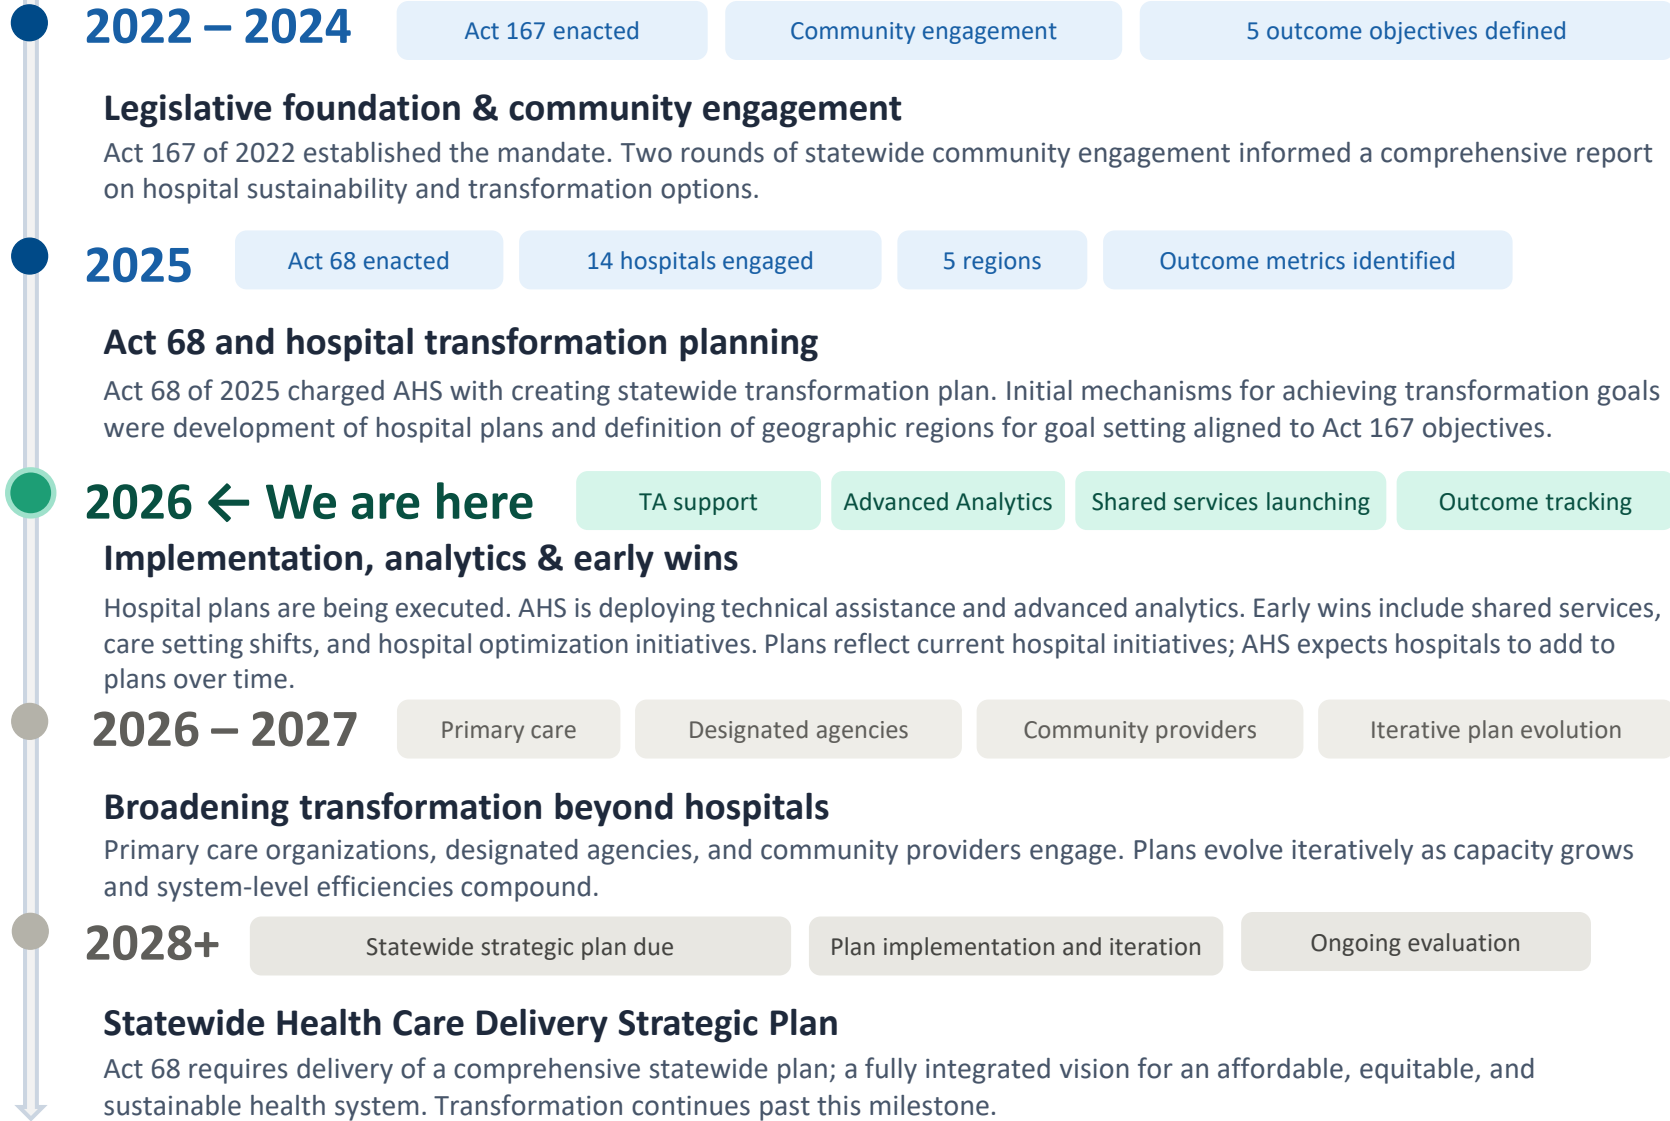 2022 – 2024 Act 167 enacted Community engagement 5 outcome objectives defined
Legislative foundation & community engagement
Act 167 of 2022 established the mandate. Two rounds of statewide community engagement informed a comprehensive report
on hospital sustainability and transformation options.
2025 Act 68 enacted 14 hospitals engaged 5 regions Outcome metrics identified
Act 68 and hospital transformation planning
Act 68 of 2025 charged AHS with creating statewide transformation plan. Initial mechanisms for achieving transformation goals
were development of hospital plans and definition of geographic regions for goal setting aligned to Act 167 objectives.
2026 ← We are here TA support Advanced Analytics Shared services launching Outcome tracking
Implementation, analytics & early wins
Hospital plans are being executed. AHS is deploying technical assistance and advanced analytics. Early wins include shared services,
care setting shifts, and hospital optimization initiatives. Plans reflect current hospital initiatives; AHS expects hospitals to add to
plans over time.
2026 – 2027 Primary care Designated agencies Community providers Iterative plan evolution
Broadening transformation beyond hospitals
Primary care organizations, designated agencies, and community providers engage. Plans evolve iteratively as capacity grows
and system-level efficiencies compound.
2028+ Statewide strategic plan due Plan implementation and iteration Ongoing evaluation
Statewide Health Care Delivery Strategic Plan
Act 68 requires delivery of a comprehensive statewide plan; a fully integrated vision for an affordable, equitable, and
sustainable health system. Transformation continues past this milestone.